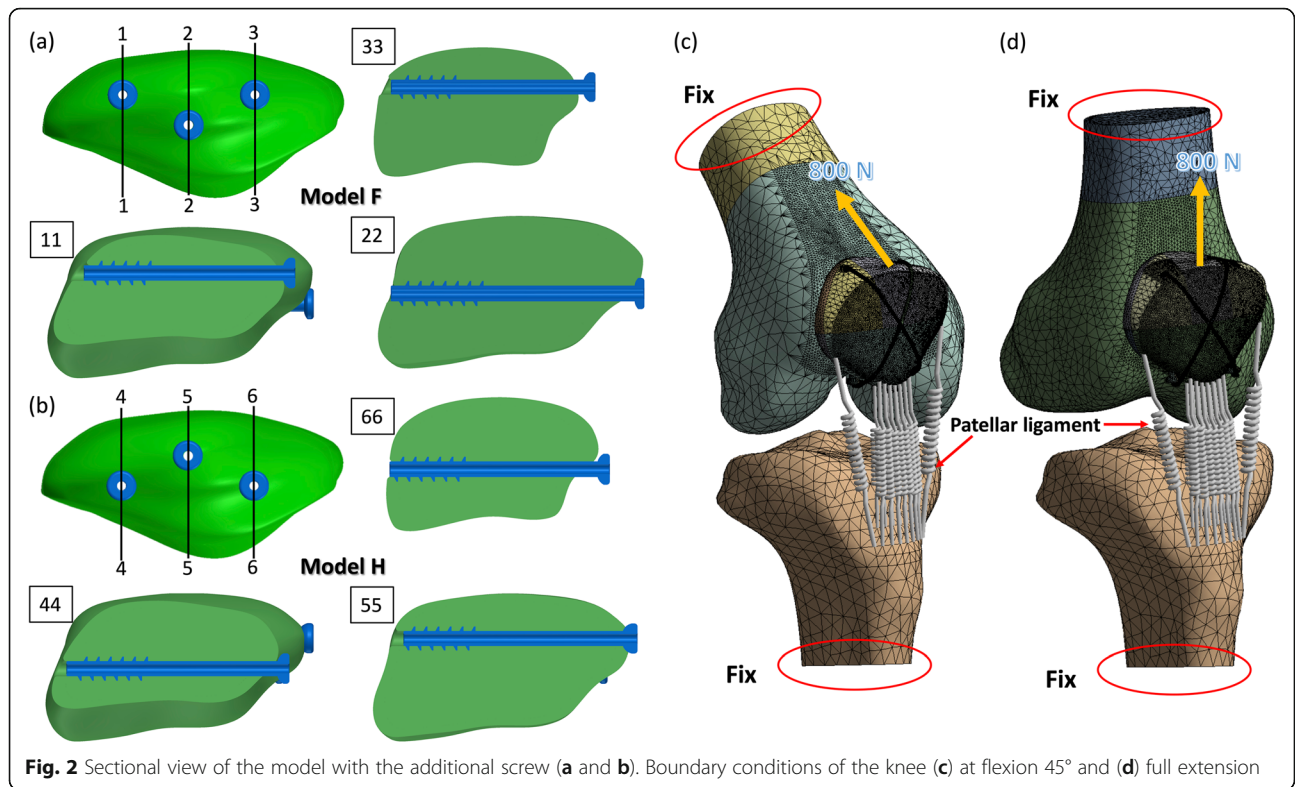 (a)
1 2 3
1 2 3
Model F
33
11
22
(b)
4 5 6
4 5 6
Model H
66
44
55
(c)
Fix
800 N
Patellar ligament
Fix
(d)
Fix
800 N
Fix
Fig. 2 Sectional view of the model with the additional screw (a and b). Boundary conditions of the knee (c) at flexion 45° and (d) full extension